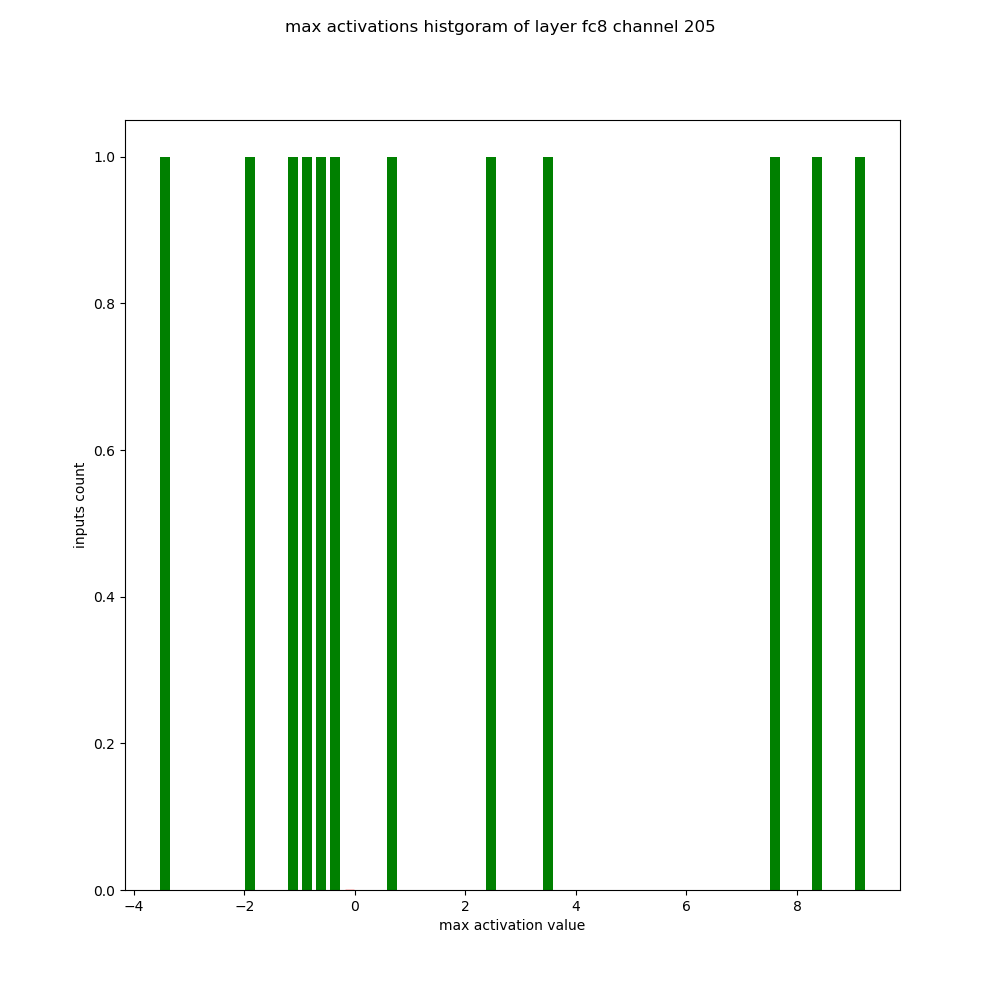 max activations histgoram of layer fc8 channel 205
1.0
0.8
0.6
0.4
0.2
0.0
inputs count
−4 −2 0 2 4 6 8
max activation value